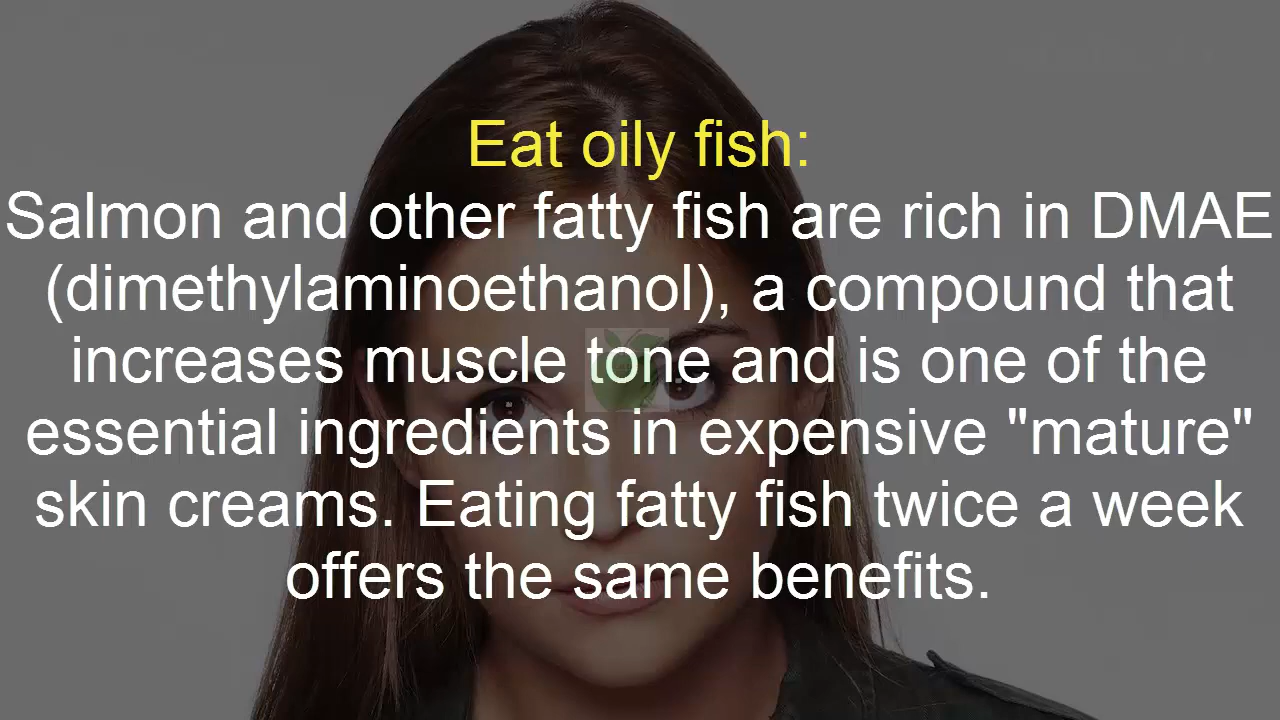 Eat oily fish:
Salmon and other fatty fish are rich in DMAE
(dimethylaminoethanol), a compound that
increases muscle tone and is one of the
essential ingredients in expensive "mature"
skin creams. Eating fatty fish twice a week
offers the same benefits.